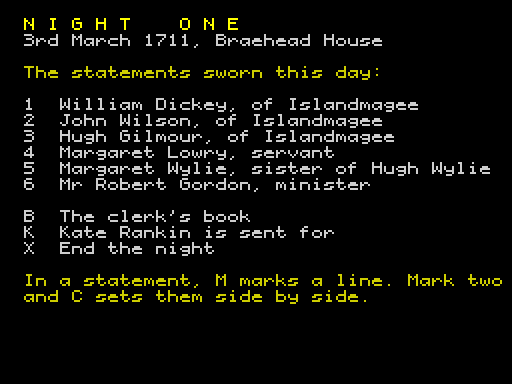 NIGHT ONE
3rd March 1711, Braehead House
The statements sworn this day:
1 William Dickey, of Islandmagee
2 John Wilson, of Islandmagee
3 Hugh Gilmour, of Islandmagee
4 Margaret Lowry, servant
5 Margaret Wylie, sister of Hugh Wylie
6 Mr Robert Gordon, minister
B The clerk's book
K Kate Rankin is sent for
X End the night
In a statement, M marks a line. Mark two
and C sets them side by side.